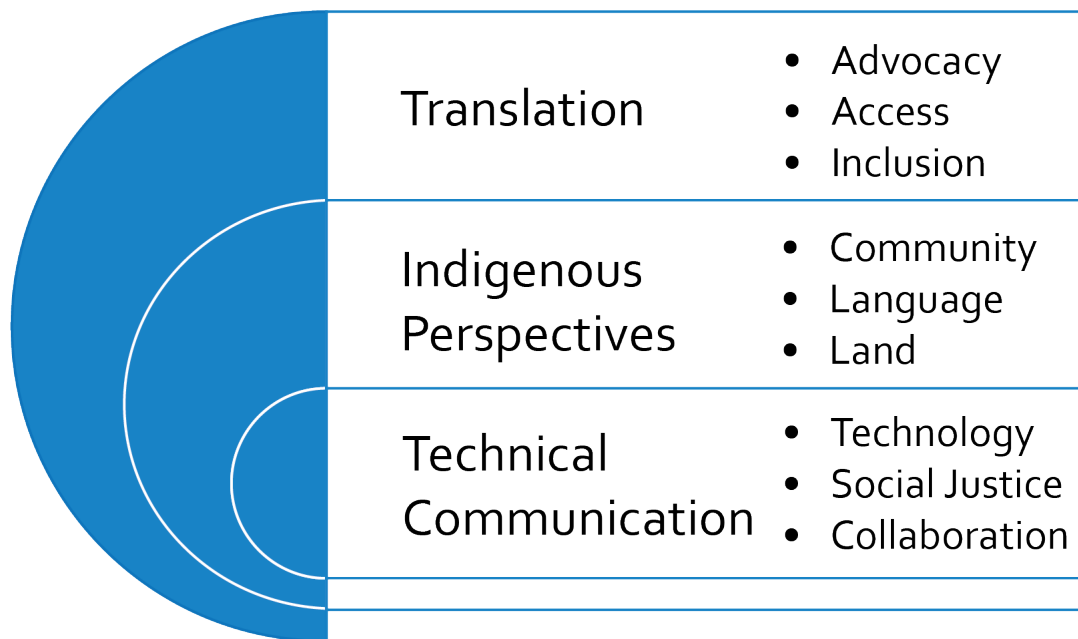 Translation
• Advocacy
• Access
• Inclusion
Indigenous
Perspectives
• Community
• Language
• Land
Technical
Communication
• Technology
• Social Justice
• Collaboration